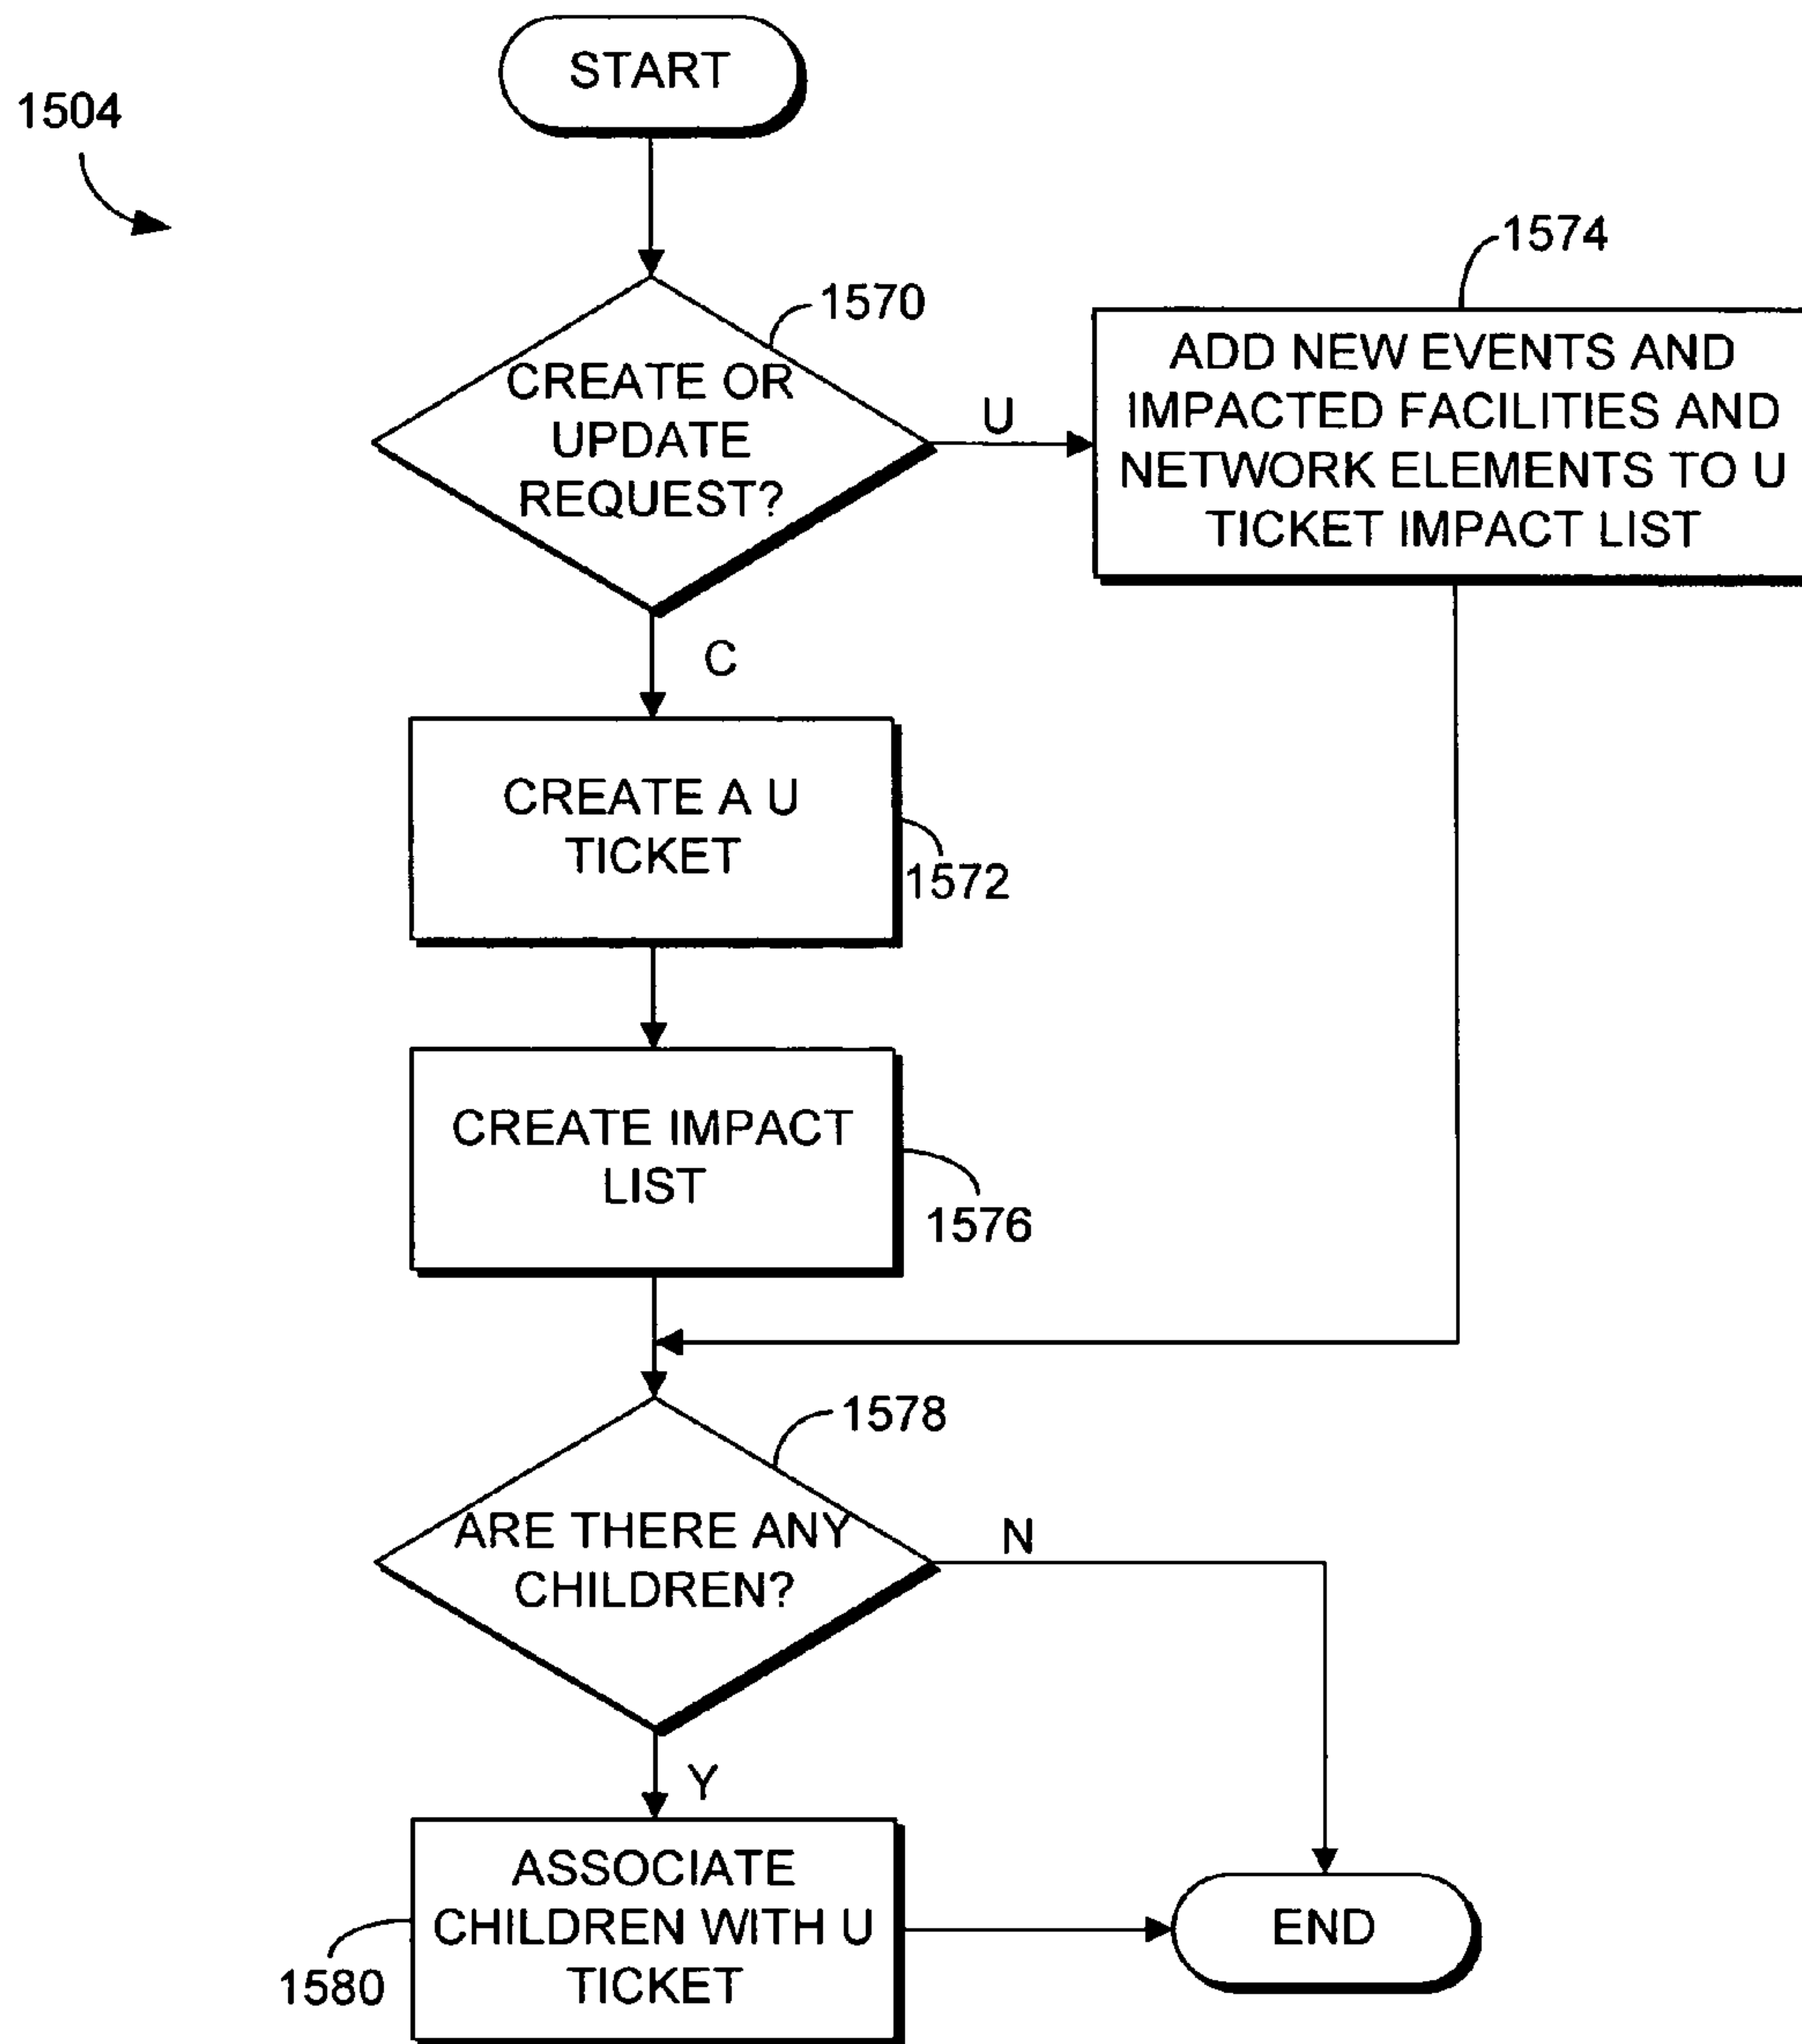 START
1504
1570
CREATE OR
UPDATE
REQUEST?
U
1574
ADD NEW EVENTS AND
IMPACTED FACILITIES AND
NETWORK ELEMENTS TO U
TICKET IMPACT LIST
C
CREATE A U
TICKET
1572
CREATE IMPACT
LIST
1576
1578
ARE THERE ANY
CHILDREN?
N
Y
ASSOCIATE
CHILDREN WITH U
TICKET
1580
END